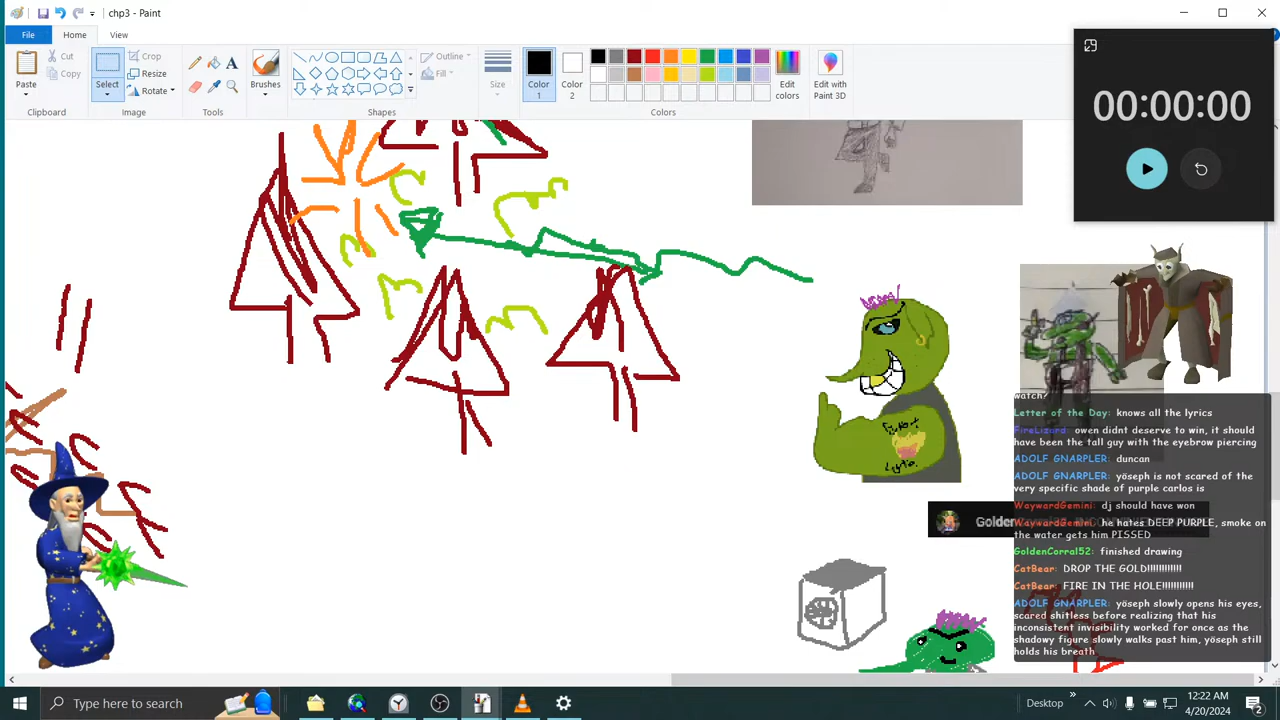 chp3 - Paint
File
Home
View
Paste
Cut
Copy
Clipboard
Select
Crop
Resize
Rotate
Image
Tools
Brushes
Shapes
Outline
Fill
Size
Color 1
Color 2
Edit colors
Edit with Paint 3D
Colors
00:00:00
watch?
Letter of the Day: knows all the lyrics
FireLizard: owen didnt deserve to win, it should
have been the tall guy with the eyebrow piercing
ADOLF GNARPLER: duncan
ADOLF GNARPLER: yöseph is not scared of the
very specific shade of purple carlos is
WaywardGemini: dj should have won
WaywardGemini: he hates DEEP PURPLE, smoke on
the water gets him PISSED
GoldenCorral52: finished drawing
CatBear: DROP THE GOLD!!!!!!!!!!!!
CatBear: FIRE IN THE HOLE!!!!!!!!!!!
ADOLF GNARPLER: yöseph slowly opens his eyes,
scared shitless before realizing that his
inconsistent invisibility worked for once as the
shadowy figure slowly walks past him, yöseph still
holds his breath
Type here to search
Desktop
12:22 AM
4/20/2024
2